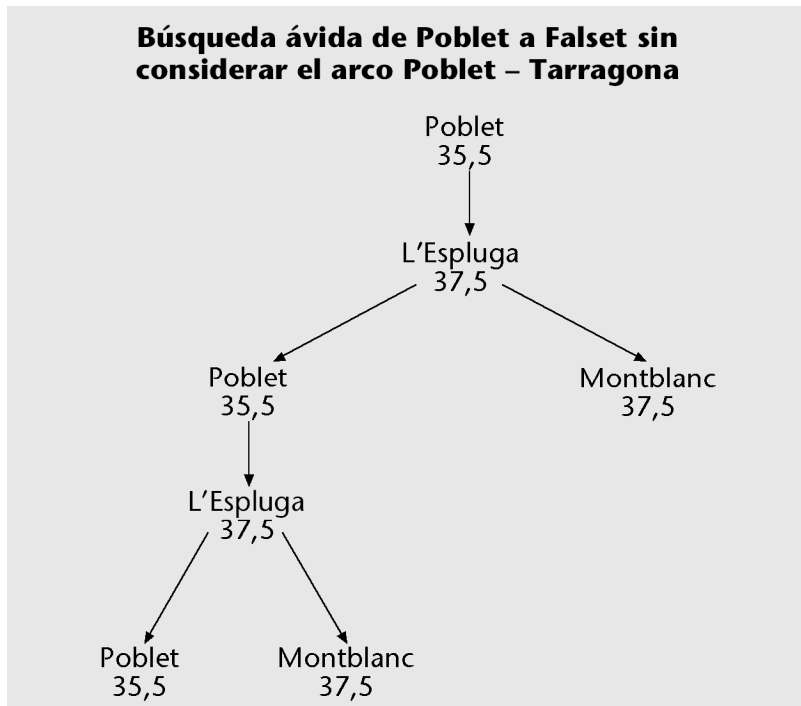 Búsqueda ávida de Poblet a Falset sin
considerar el arco Poblet – Tarragona
Poblet
35,5
L'Espluga
37,5
Poblet
35,5
Montblanc
37,5
L'Espluga
37,5
Poblet
35,5
Montblanc
37,5